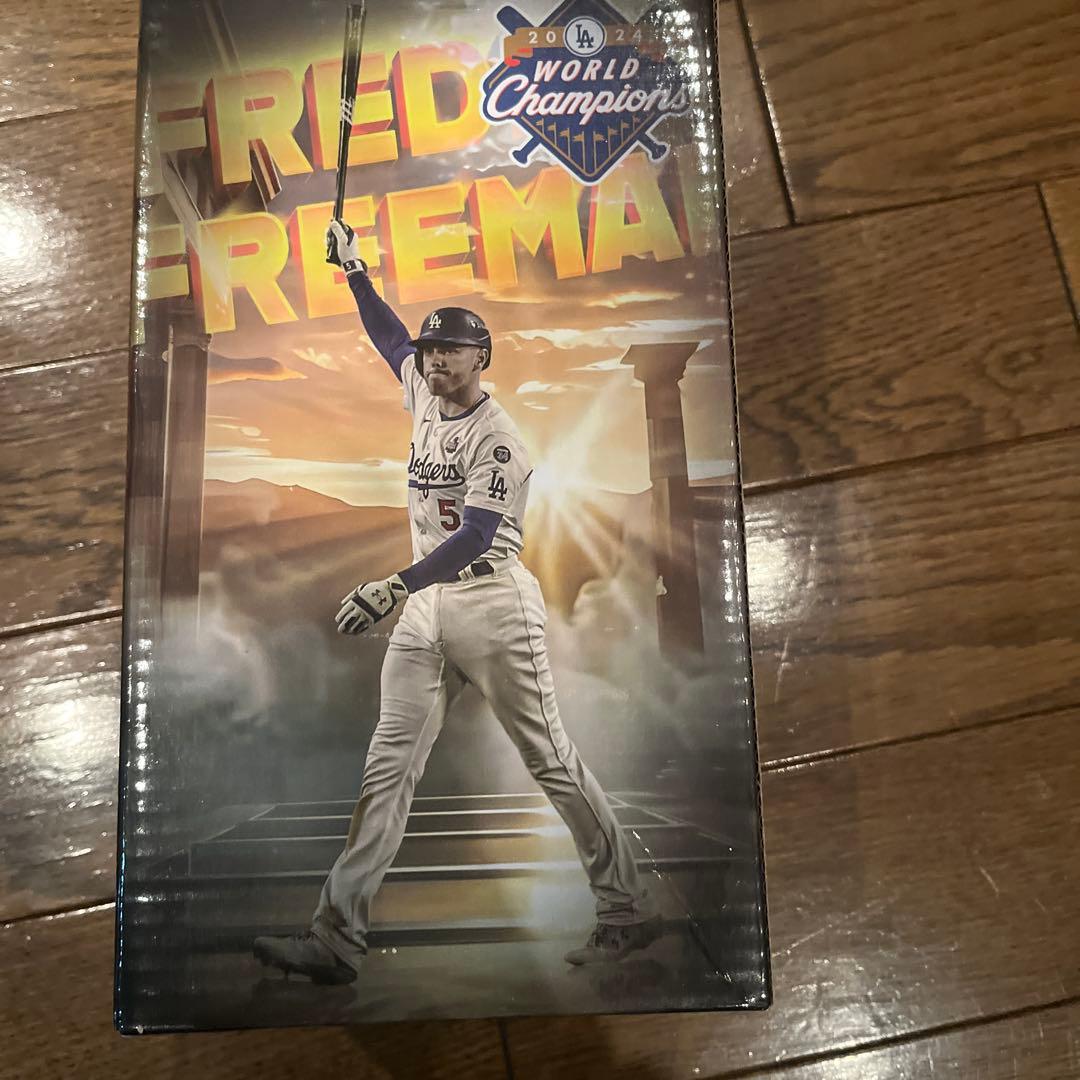 FRED
FREEMA
20 LA 24
WORLD
Champions
LA
Dodgers
LA
5